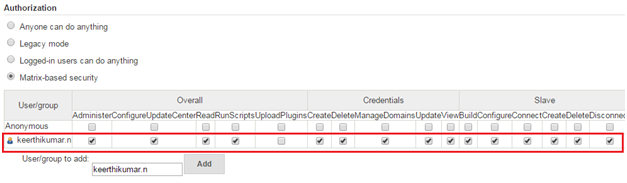 Authorization
Anyone can do anything
Legacy mode
Logged-in users can do anything
Matrix-based security
User/group Overall Credentials Slave
Administer ConfigureUpdateCenter Read RunScripts UploadPlugins Create Delete ManageDomains Update View Build Configure Connect Create Delete Disconnec
Anonymous
keerthikumar.n
User/group to add: keerthikumar.n Add